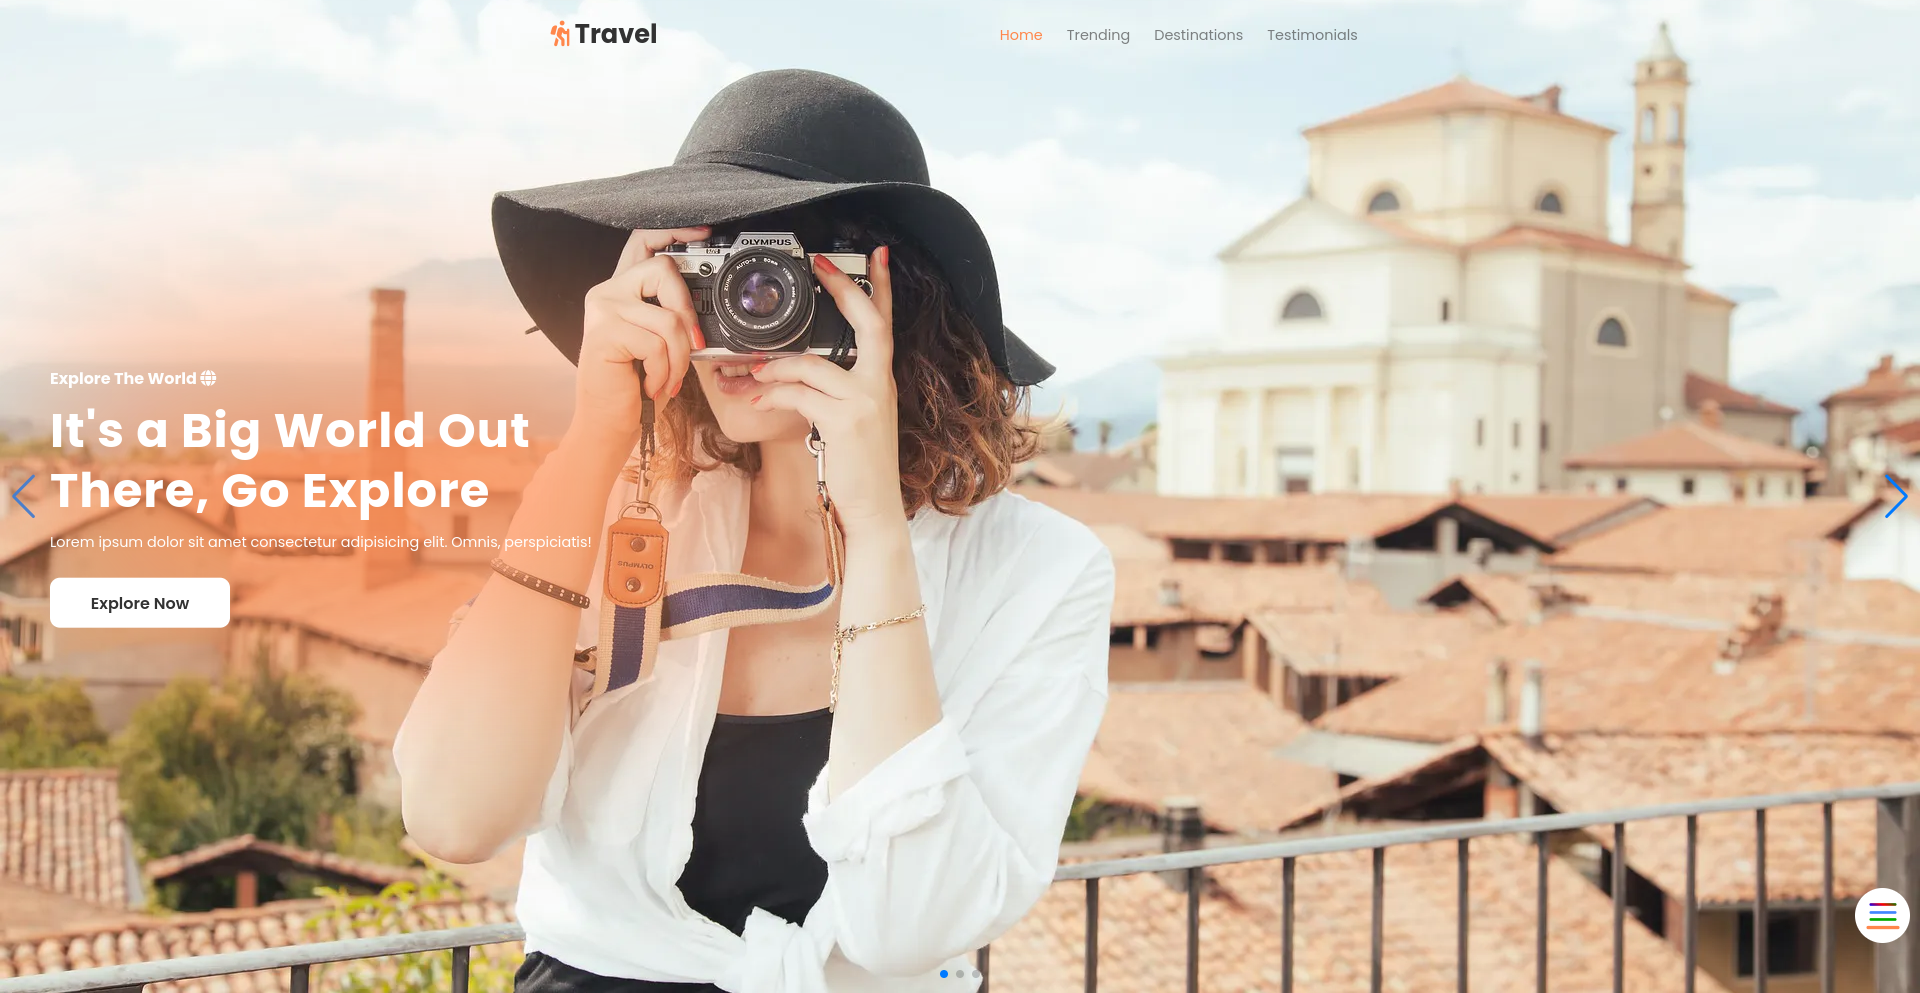 Travel
Home Trending Destinations Testimonials
OLYMPUS
Explore The World
It's a Big World Out
There, Go Explore
Lorem ipsum dolor sit amet consectetur adipisicing elit. Omnis, perspiciatis!
OLYMPUS
Explore Now